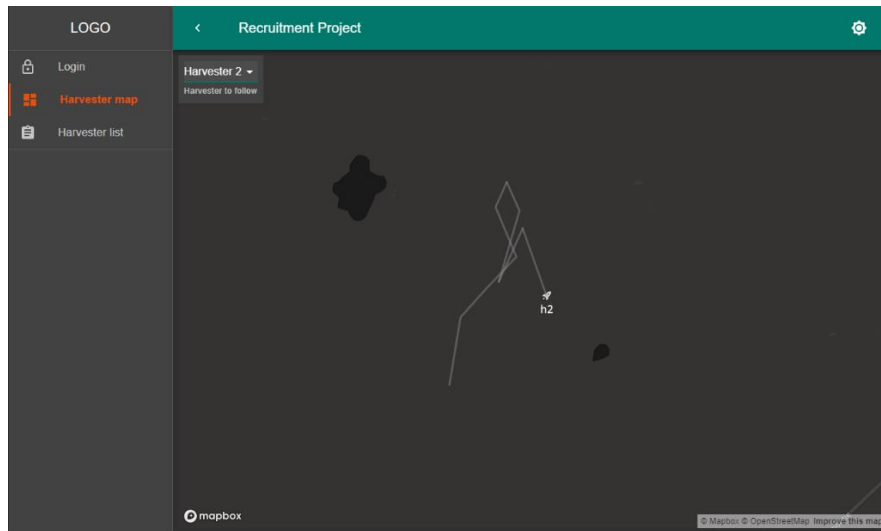 LOGO
Recruitment Project
Login
Harvester map
Harvester list
Harvester 2
Harvester to follow
h2
mapbox
© Mapbox © OpenStreetMap Improve this map